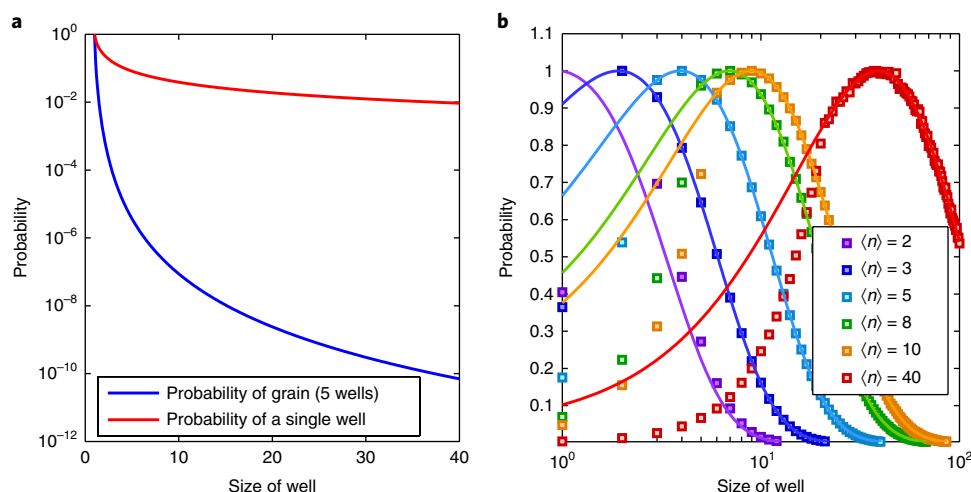 a
10^0
10^−2
10^−4
10^−6
10^−8
10^−10
10^−12
Probability
0 10 20 30 40
Size of well
Probability of grain (5 wells)
Probability of a single well
b
1.1
1.0
0.9
0.8
0.7
0.6
0.5
0.4
0.3
0.2
0.1
Probability
10^0 10^1 10^2
Size of well
⟨n⟩ = 2
⟨n⟩ = 3
⟨n⟩ = 5
⟨n⟩ = 8
⟨n⟩ = 10
⟨n⟩ = 40